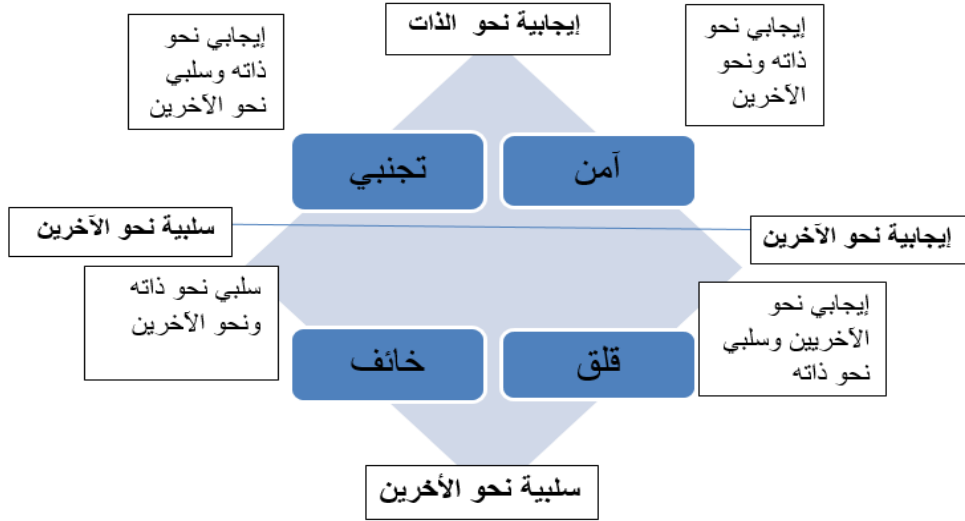 إيجابية نحو الذات
إيجابي نحو
ذاته ونحو
الآخرين
إيجابي نحو
ذاته وسلبي
نحو الآخرين
آمن
تجنبي
إيجابية نحو الآخرين
سلبية نحو الآخرين
إيجابي نحو
الآخريين وسلبي
نحو ذاته
سلبي نحو ذاته
ونحو الآخرين
قلق
خائف
سلبية نحو الأخرين